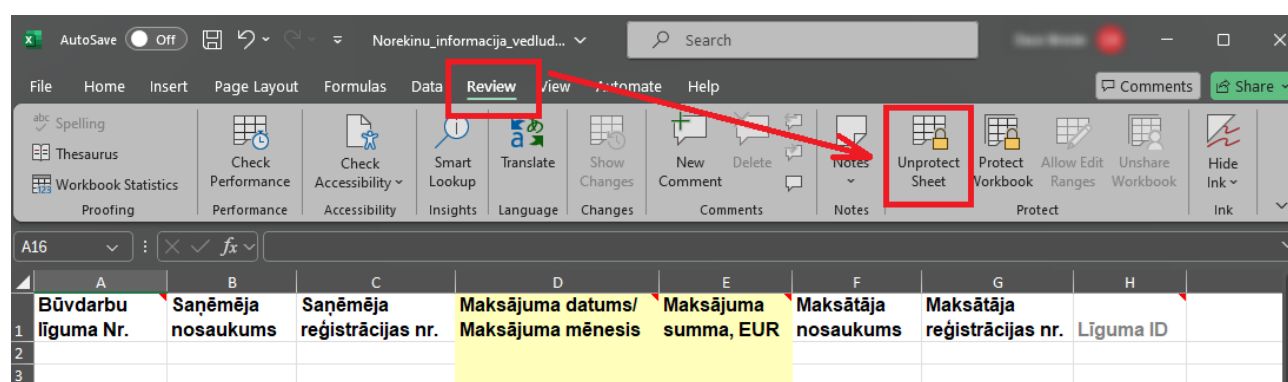 AutoSave Off Norekinu_informacija_vedlud... Search
File Home Insert Page Layout Formulas Data Review View Automate Help Comments Share
abc Spelling
Thesaurus
123 Workbook Statistics
Proofing
Check
Performance
Performance
Check
Accessibility
Accessibility
Smart
Lookup
Insights
Translate
Language
Show
Changes
Changes
New
Comment
Delete
Comments
Notes
Notes
Unprotect
Sheet
Protect
Workbook
Allow Edit
Ranges
Unshare
Workbook
Protect
Hide
Ink
Ink
A16 fx
A B C D E F G H
Būvdarbu Saņēmēja Saņēmēja Maksājuma datums/ Maksājuma Maksātāja Maksātāja
1 līguma Nr. nosaukums reģistrācijas nr. Maksājuma mēnesis summa, EUR nosaukums reģistrācijas nr. Līguma ID
2
3